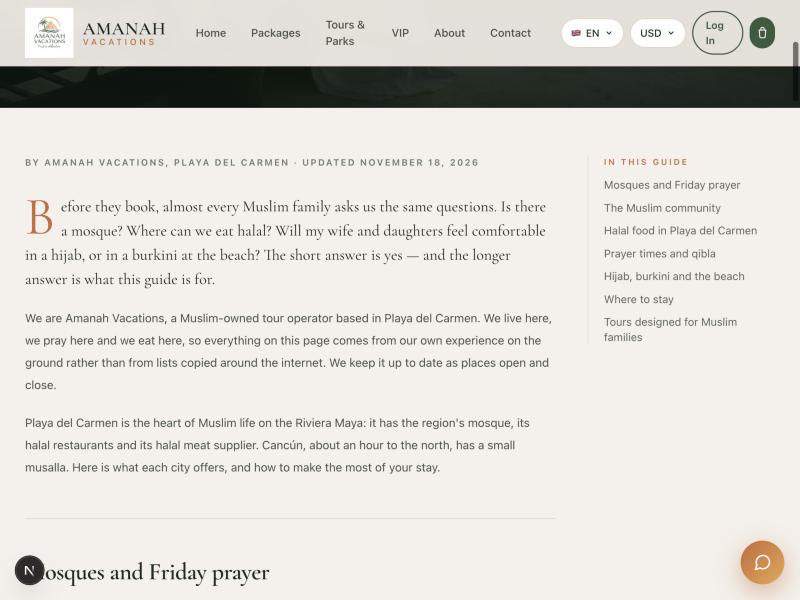 AMANAH
VACATIONS
AMANAH
VACATIONS
Home
Packages
Tours &
Parks
VIP
About
Contact
EN
USD
Log
In
BY AMANAH VACATIONS, PLAYA DEL CARMEN · UPDATED NOVEMBER 18, 2026
Before they book, almost every Muslim family asks us the same questions. Is there
a mosque? Where can we eat halal? Will my wife and daughters feel comfortable
in a hijab, or in a burkini at the beach? The short answer is yes — and the longer
answer is what this guide is for.
We are Amanah Vacations, a Muslim-owned tour operator based in Playa del Carmen. We live here,
we pray here and we eat here, so everything on this page comes from our own experience on the
ground rather than from lists copied around the internet. We keep it up to date as places open and
close.
Playa del Carmen is the heart of Muslim life on the Riviera Maya: it has the region's mosque, its
halal restaurants and its halal meat supplier. Cancún, about an hour to the north, has a small
musalla. Here is what each city offers, and how to make the most of your stay.
IN THIS GUIDE
Mosques and Friday prayer
The Muslim community
Halal food in Playa del Carmen
Prayer times and qibla
Hijab, burkini and the beach
Where to stay
Tours designed for Muslim
families
N
Mosques and Friday prayer